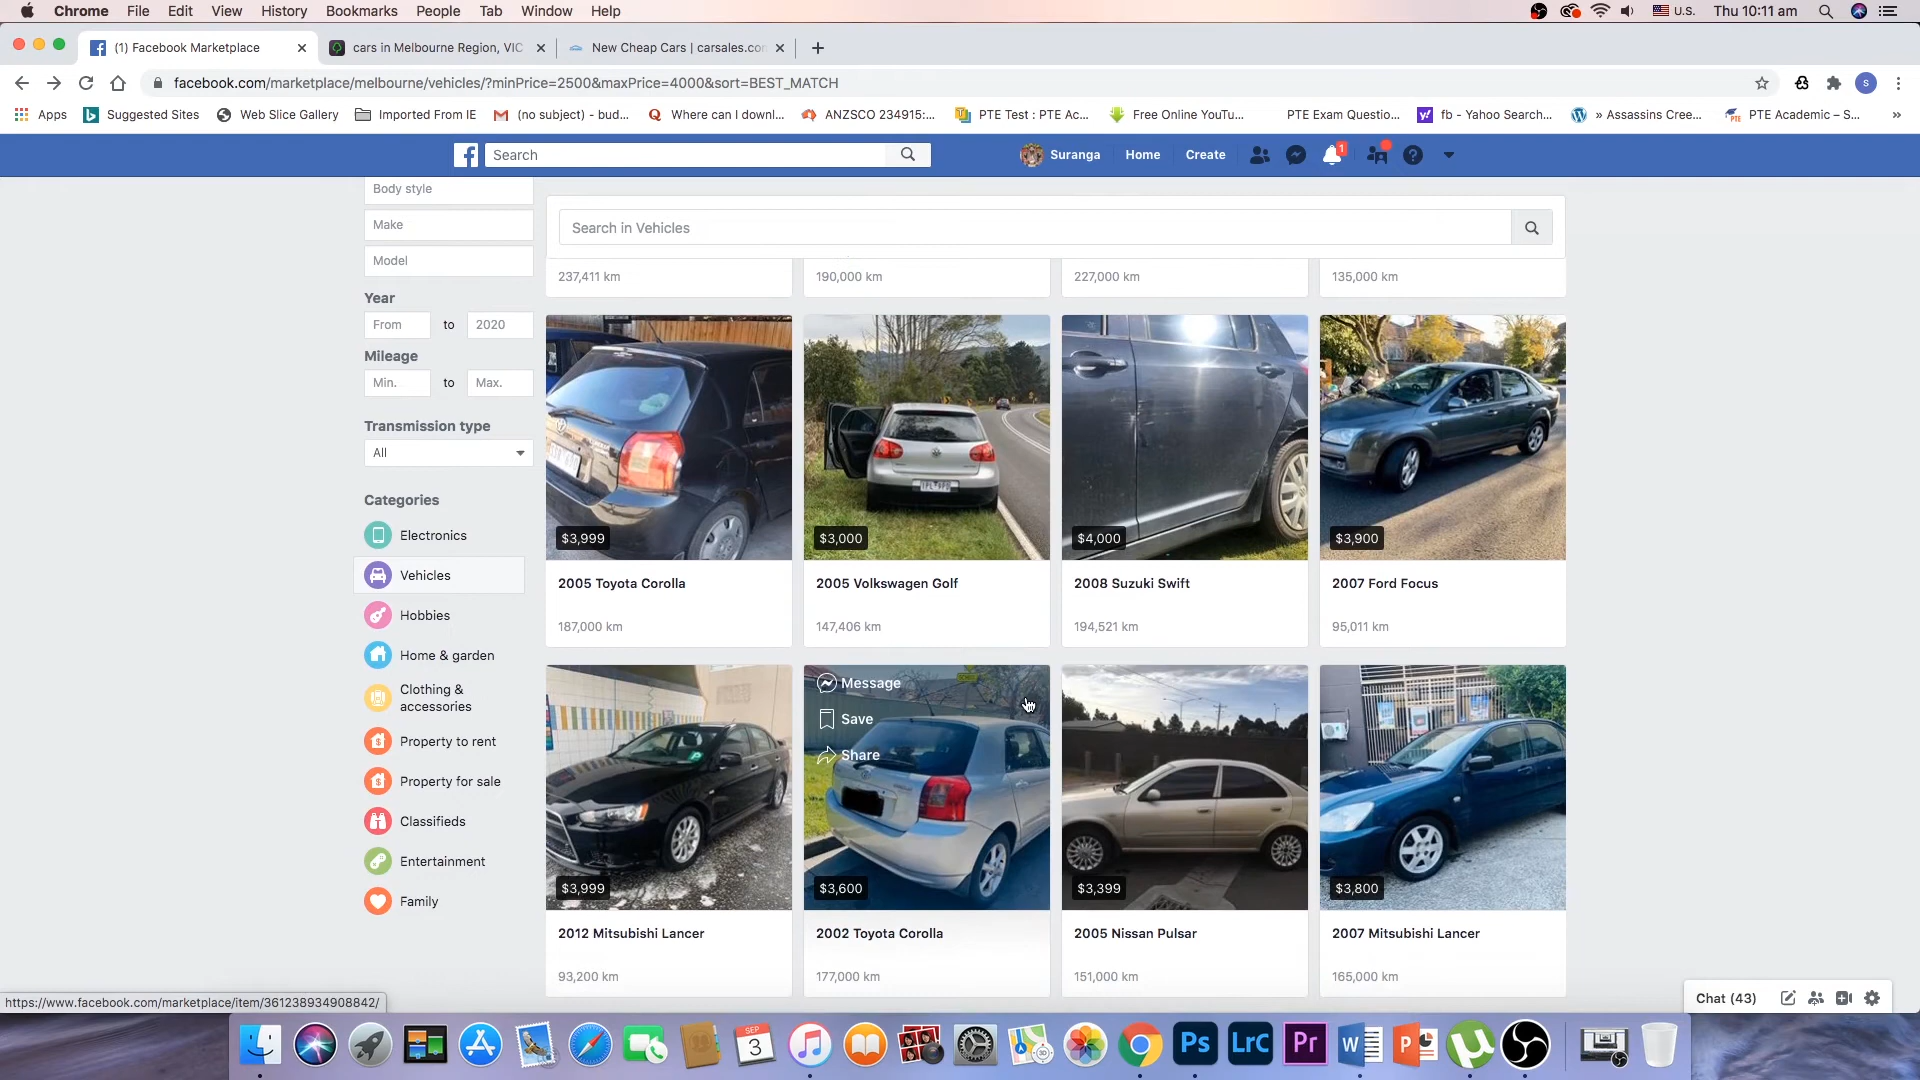 Chrome File Edit View History Bookmarks People Tab Window Help U.S. Thu 10:11 am
(1) Facebook Marketplace cars in Melbourne Region, VIC New Cheap Cars | carsales.con
facebook.com/marketplace/melbourne/vehicles/?minPrice=2500&maxPrice=4000&sort=BEST_MATCH S
Apps Suggested Sites Web Slice Gallery Imported From IE (no subject) - bud... Where can I downl... ANZSCO 234915:... PTE Test : PTE Ac... Free Online YouTu... PTE Exam Questio... fb - Yahoo Search... » Assassins Cree... PTE Academic – S... »
Search Suranga Home Create 1
Body style
Make
Model
Year
From to 2020
Mileage
Min. to Max.
Transmission type
All
Categories
Electronics
Vehicles
Hobbies
Home & garden
Clothing &
accessories
Property to rent
Property for sale
Classifieds
Entertainment
Family
Search in Vehicles
237,411 km 190,000 km 227,000 km 135,000 km
$3,999 $3,000 $4,000 $3,900
2005 Toyota Corolla 2005 Volkswagen Golf 2008 Suzuki Swift 2007 Ford Focus
187,000 km 147,406 km 194,521 km 95,011 km
Message
Save
Share
$3,999 $3,600 $3,399 $3,800
2012 Mitsubishi Lancer 2002 Toyota Corolla 2005 Nissan Pulsar 2007 Mitsubishi Lancer
93,200 km 177,000 km 151,000 km 165,000 km
Chat (43)
https://www.facebook.com/marketplace/item/361238934908842/
SEP
3
Ps LrC Pr W P